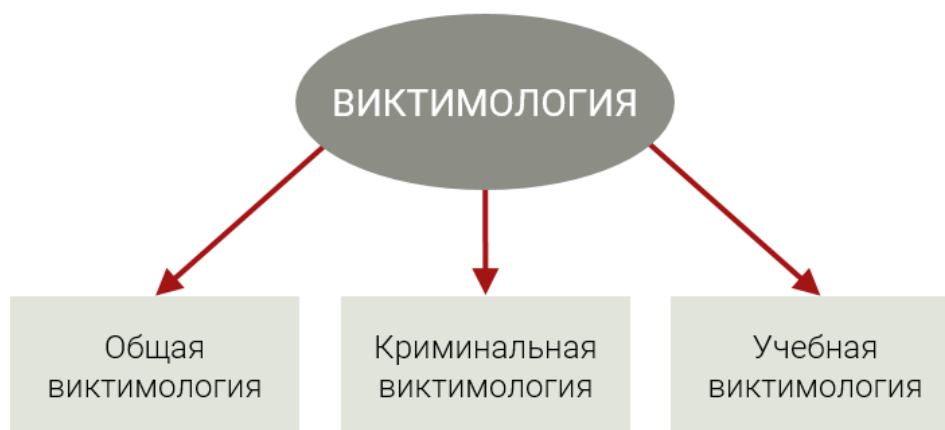 ВИКТИМОЛОГИЯ
Общая
виктимология
Криминальная
виктимология
Учебная
виктимология